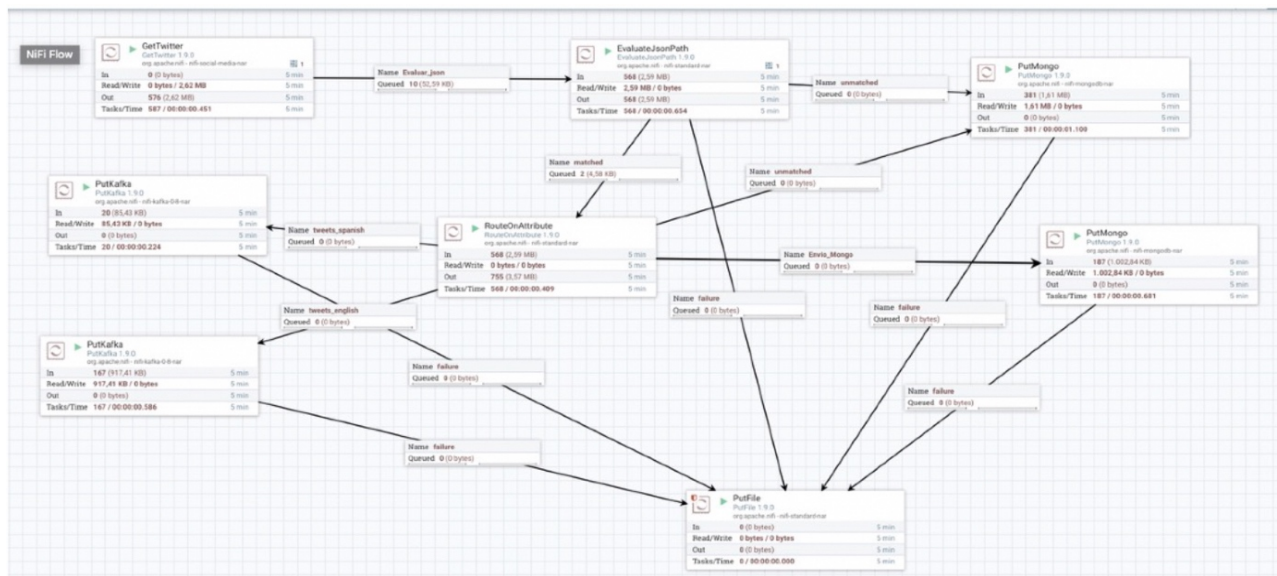 NiFi Flow
GetTwitter
GetTwitter 1.9.0
org.apache.nifi - nifi-social-media-nar
1
In 0 (0 bytes) 5 min
Read/Write 0 bytes / 2,62 MB 5 min
Out 576 (2,62 MB) 5 min
Tasks/Time 587 / 00:00:00.451 5 min
Name Evaluar_json
Queued 10 (52,59 KB)
EvaluateJsonPath
EvaluateJsonPath 1.9.0
org.apache.nifi - nifi-standard-nar
1
In 568 (2,59 MB) 5 min
Read/Write 2,59 MB / 0 bytes 5 min
Out 568 (2,59 MB) 5 min
Tasks/Time 568 / 00:00:00.654 5 min
Name unmatched
Queued 0 (0 bytes)
PutMongo
PutMongo 1.9.0
org.apache.nifi - nifi-mongodb-nar
In 381 (1,61 MB) 5 min
Read/Write 1,61 MB / 0 bytes 5 min
Out 0 (0 bytes) 5 min
Tasks/Time 381 / 00:00:01.100 5 min
Name matched
Queued 2 (4,58 KB)
Name unmatched
Queued 0 (0 bytes)
PutKafka
PutKafka 1.9.0
org.apache.nifi - nifi-kafka-0-8-nar
In 20 (85,43 KB) 5 min
Read/Write 85,43 KB / 0 bytes 5 min
Out 0 (0 bytes) 5 min
Tasks/Time 20 / 00:00:00.224 5 min
Name tweets_spanish
Queued 0 (0 bytes)
RouteOnAttribute
RouteOnAttribute 1.9.0
org.apache.nifi - nifi-standard-nar
In 568 (2,59 MB) 5 min
Read/Write 0 bytes / 0 bytes 5 min
Out 755 (3,57 MB) 5 min
Tasks/Time 568 / 00:00:00.409 5 min
Name Envio_Mongo
Queued 0 (0 bytes)
PutMongo
PutMongo 1.9.0
org.apache.nifi - nifi-mongodb-nar
In 187 (1.002,84 KB) 5 min
Read/Write 1.002,84 KB / 0 bytes 5 min
Out 0 (0 bytes) 5 min
Tasks/Time 187 / 00:00:00.681 5 min
Name tweets_english
Queued 0 (0 bytes)
Name failure
Queued 0 (0 bytes)
Name failure
Queued 0 (0 bytes)
PutKafka
PutKafka 1.9.0
org.apache.nifi - nifi-kafka-0-8-nar
In 167 (917,41 KB) 5 min
Read/Write 917,41 KB / 0 bytes 5 min
Out 0 (0 bytes) 5 min
Tasks/Time 167 / 00:00:00.586 5 min
Name failure
Queued 0 (0 bytes)
Name failure
Queued 0 (0 bytes)
Name failure
Queued 0 (0 bytes)
PutFile
PutFile 1.9.0
org.apache.nifi - nifi-standard-nar
In 0 (0 bytes) 5 min
Read/Write 0 bytes / 0 bytes 5 min
Out 0 (0 bytes) 5 min
Tasks/Time 0 / 00:00:00.000 5 min